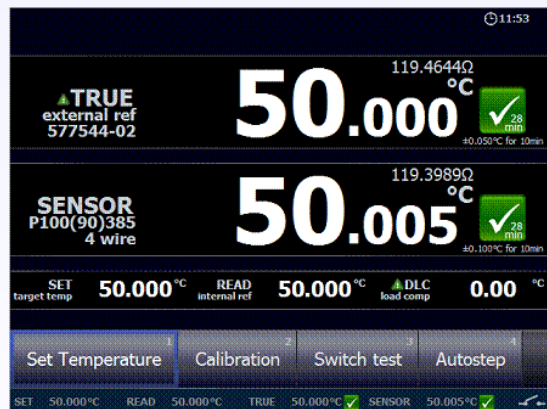 11:53
119.4644Ω
TRUE
external ref
577544-02
50.000 °C
28 min
±0.050°C for 10min
119.3989Ω
SENSOR
P100(90)385
4 wire
50.005 °C
28 min
±0.100°C for 10min
SET target temp 50.000 °C READ internal ref 50.000 °C DLC load comp 0.00 °C
Set Temperature 1 Calibration 2 Switch test 3 Autostep 4
SET 50.000°C READ 50.000°C TRUE 50.000°C SENSOR 50.005°C